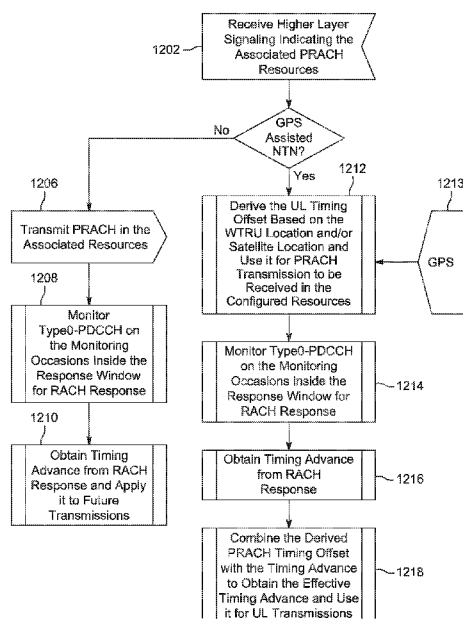 1202
Receive Higher Layer
Signaling Indicating the
Associated PRACH
Resources
No
GPS
Assisted
NTN?
Yes
1206
Transmit PRACH in the
Associated Resources
1208
Monitor
Type0-PDCCH on
the Monitoring
Occasions Inside the
Response Window
for RACH Response
1210
Obtain Timing
Advance from RACH
Response and Apply
it to Future
Transmissions
1212
Derive the UL Timing
Offset Based on the
WTRU Location and/or
Satellite Location and
Use it for PRACH
Transmission to be
Received in the
Configured Resources
1213
GPS
Monitor Type0-PDCCH
on the Monitoring
Occasions Inside the
Response Window for
RACH Response
1214
Obtain Timing Advance
from RACH
Response
1216
Combine the Derived
PRACH Timing Offset
with the Timing Advance
to Obtain the Effective
Timing Advance and Use
it for UL Transmissions
1218